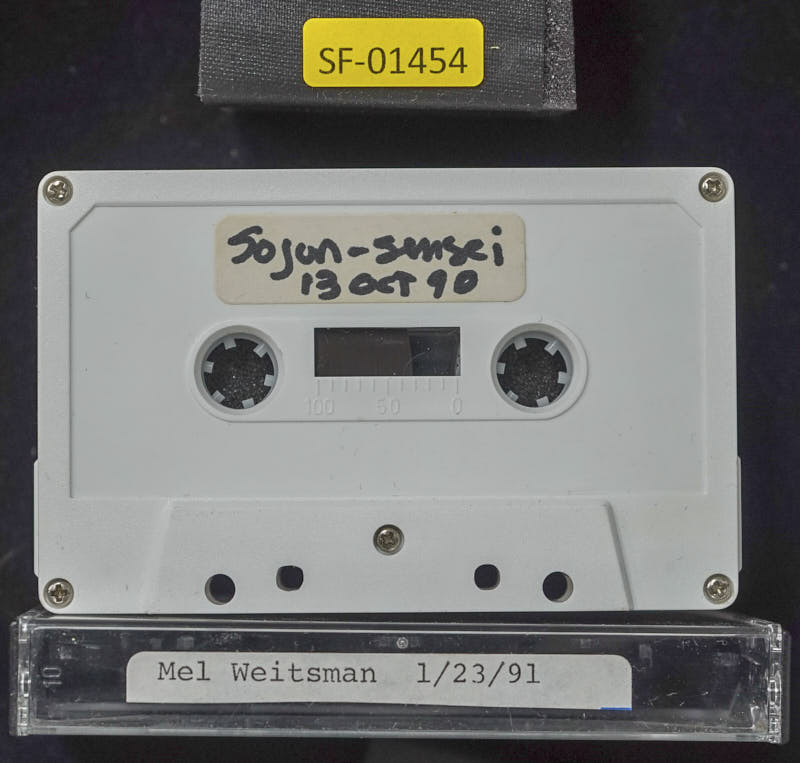 SF-01454
Sojun-sensei
13 Oct 90
100 50 0
Mel Weitsman 1/23/91